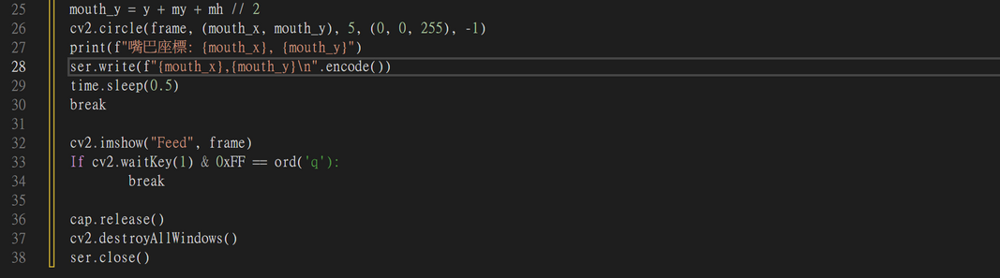 25 mouth_y = y + my + mh // 2
26 cv2.circle(frame, (mouth_x, mouth_y), 5, (0, 0, 255), -1)
27 print(f"嘴巴座標: {mouth_x}, {mouth_y}")
28 ser.write(f"{mouth_x},{mouth_y}\n".encode())
29 time.sleep(0.5)
30 break
31
32 cv2.imshow("Feed", frame)
33 If cv2.waitKey(1) & 0xFF == ord('q'):
34 break
35
36 cap.release()
37 cv2.destroyAllWindows()
38 ser.close()